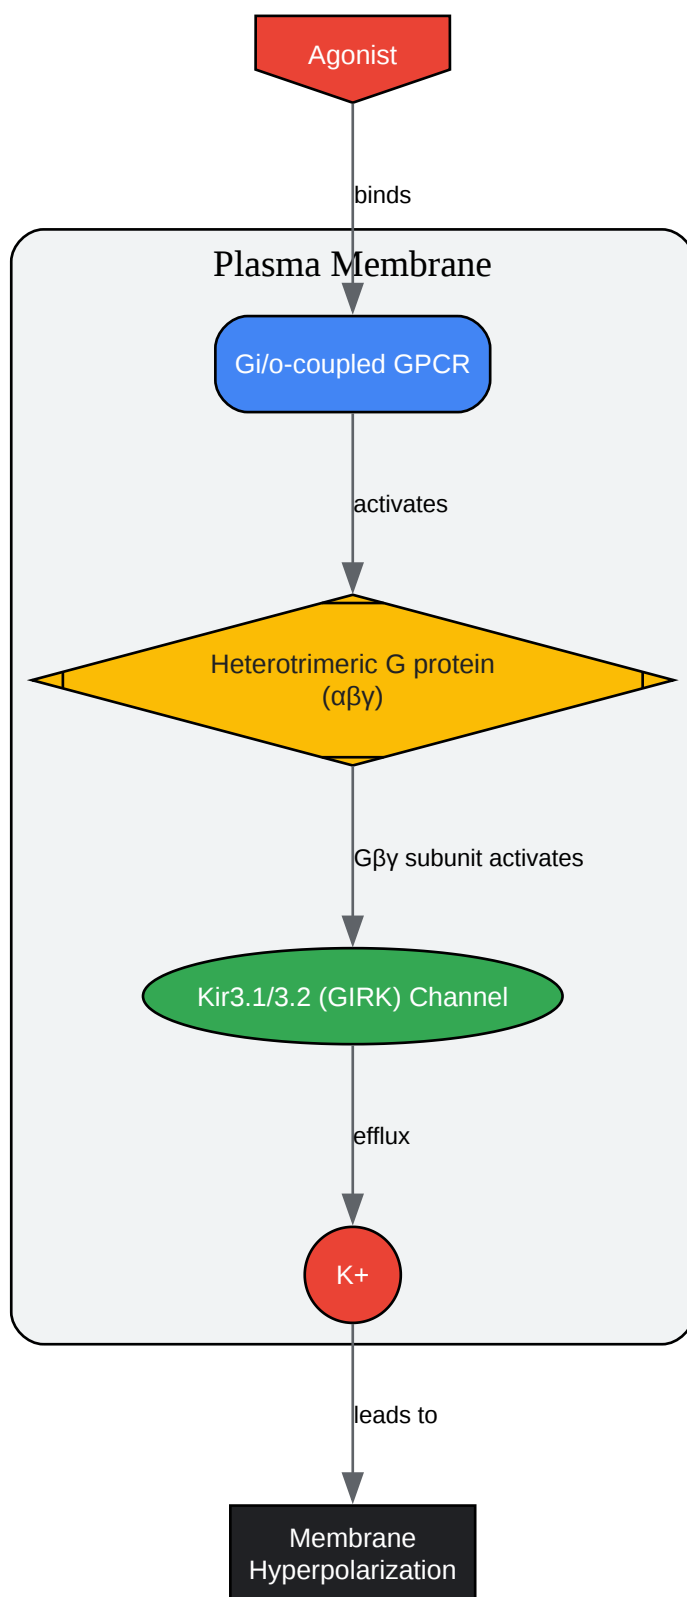 Agonist
binds
Plasma Membrane
Gi/o-coupled GPCR
activates
Heterotrimeric G protein
(αβγ)
Gβγ subunit activates
Kir3.1/3.2 (GIRK) Channel
efflux
K+
leads to
Membrane
Hyperpolarization